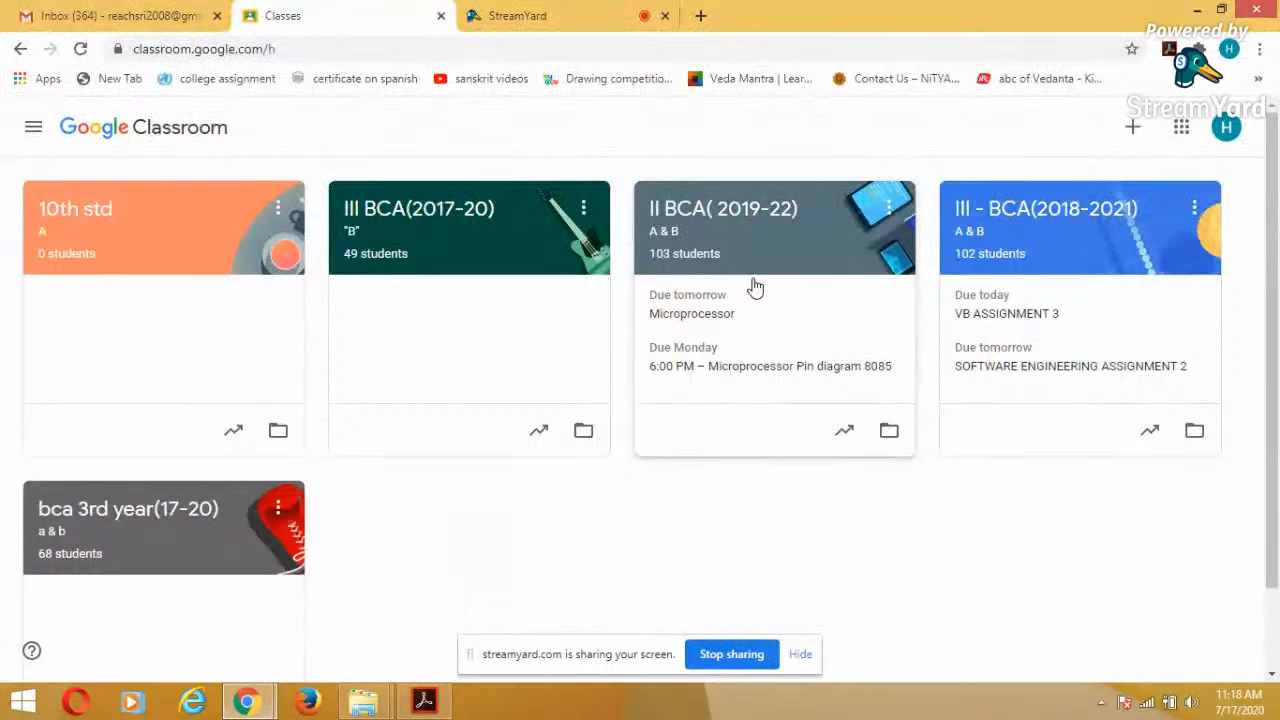 Inbox (364) - reachsri2008@gm
Classes
StreamYard
Powered by
classroom.google.com/h
H
Apps
New Tab
college assignment
certificate on spanish
sanskrit videos
Drawing competitio...
Veda Mantra | Lear...
Contact Us – NiTYA...
abc of Vedanta - Ki...
»
S
StreamYard
Google Classroom
H
10th std
A
0 students
III BCA(2017-20)
"B"
49 students
II BCA( 2019-22)
A & B
103 students
Due tomorrow
Microprocessor
Due Monday
6:00 PM – Microprocessor Pin diagram 8085
III - BCA(2018-2021)
A & B
102 students
Due today
VB ASSIGNMENT 3
Due tomorrow
SOFTWARE ENGINEERING ASSIGNMENT 2
bca 3rd year(17-20)
a & b
68 students
streamyard.com is sharing your screen.
Stop sharing
Hide
11:18 AM
7/17/2020